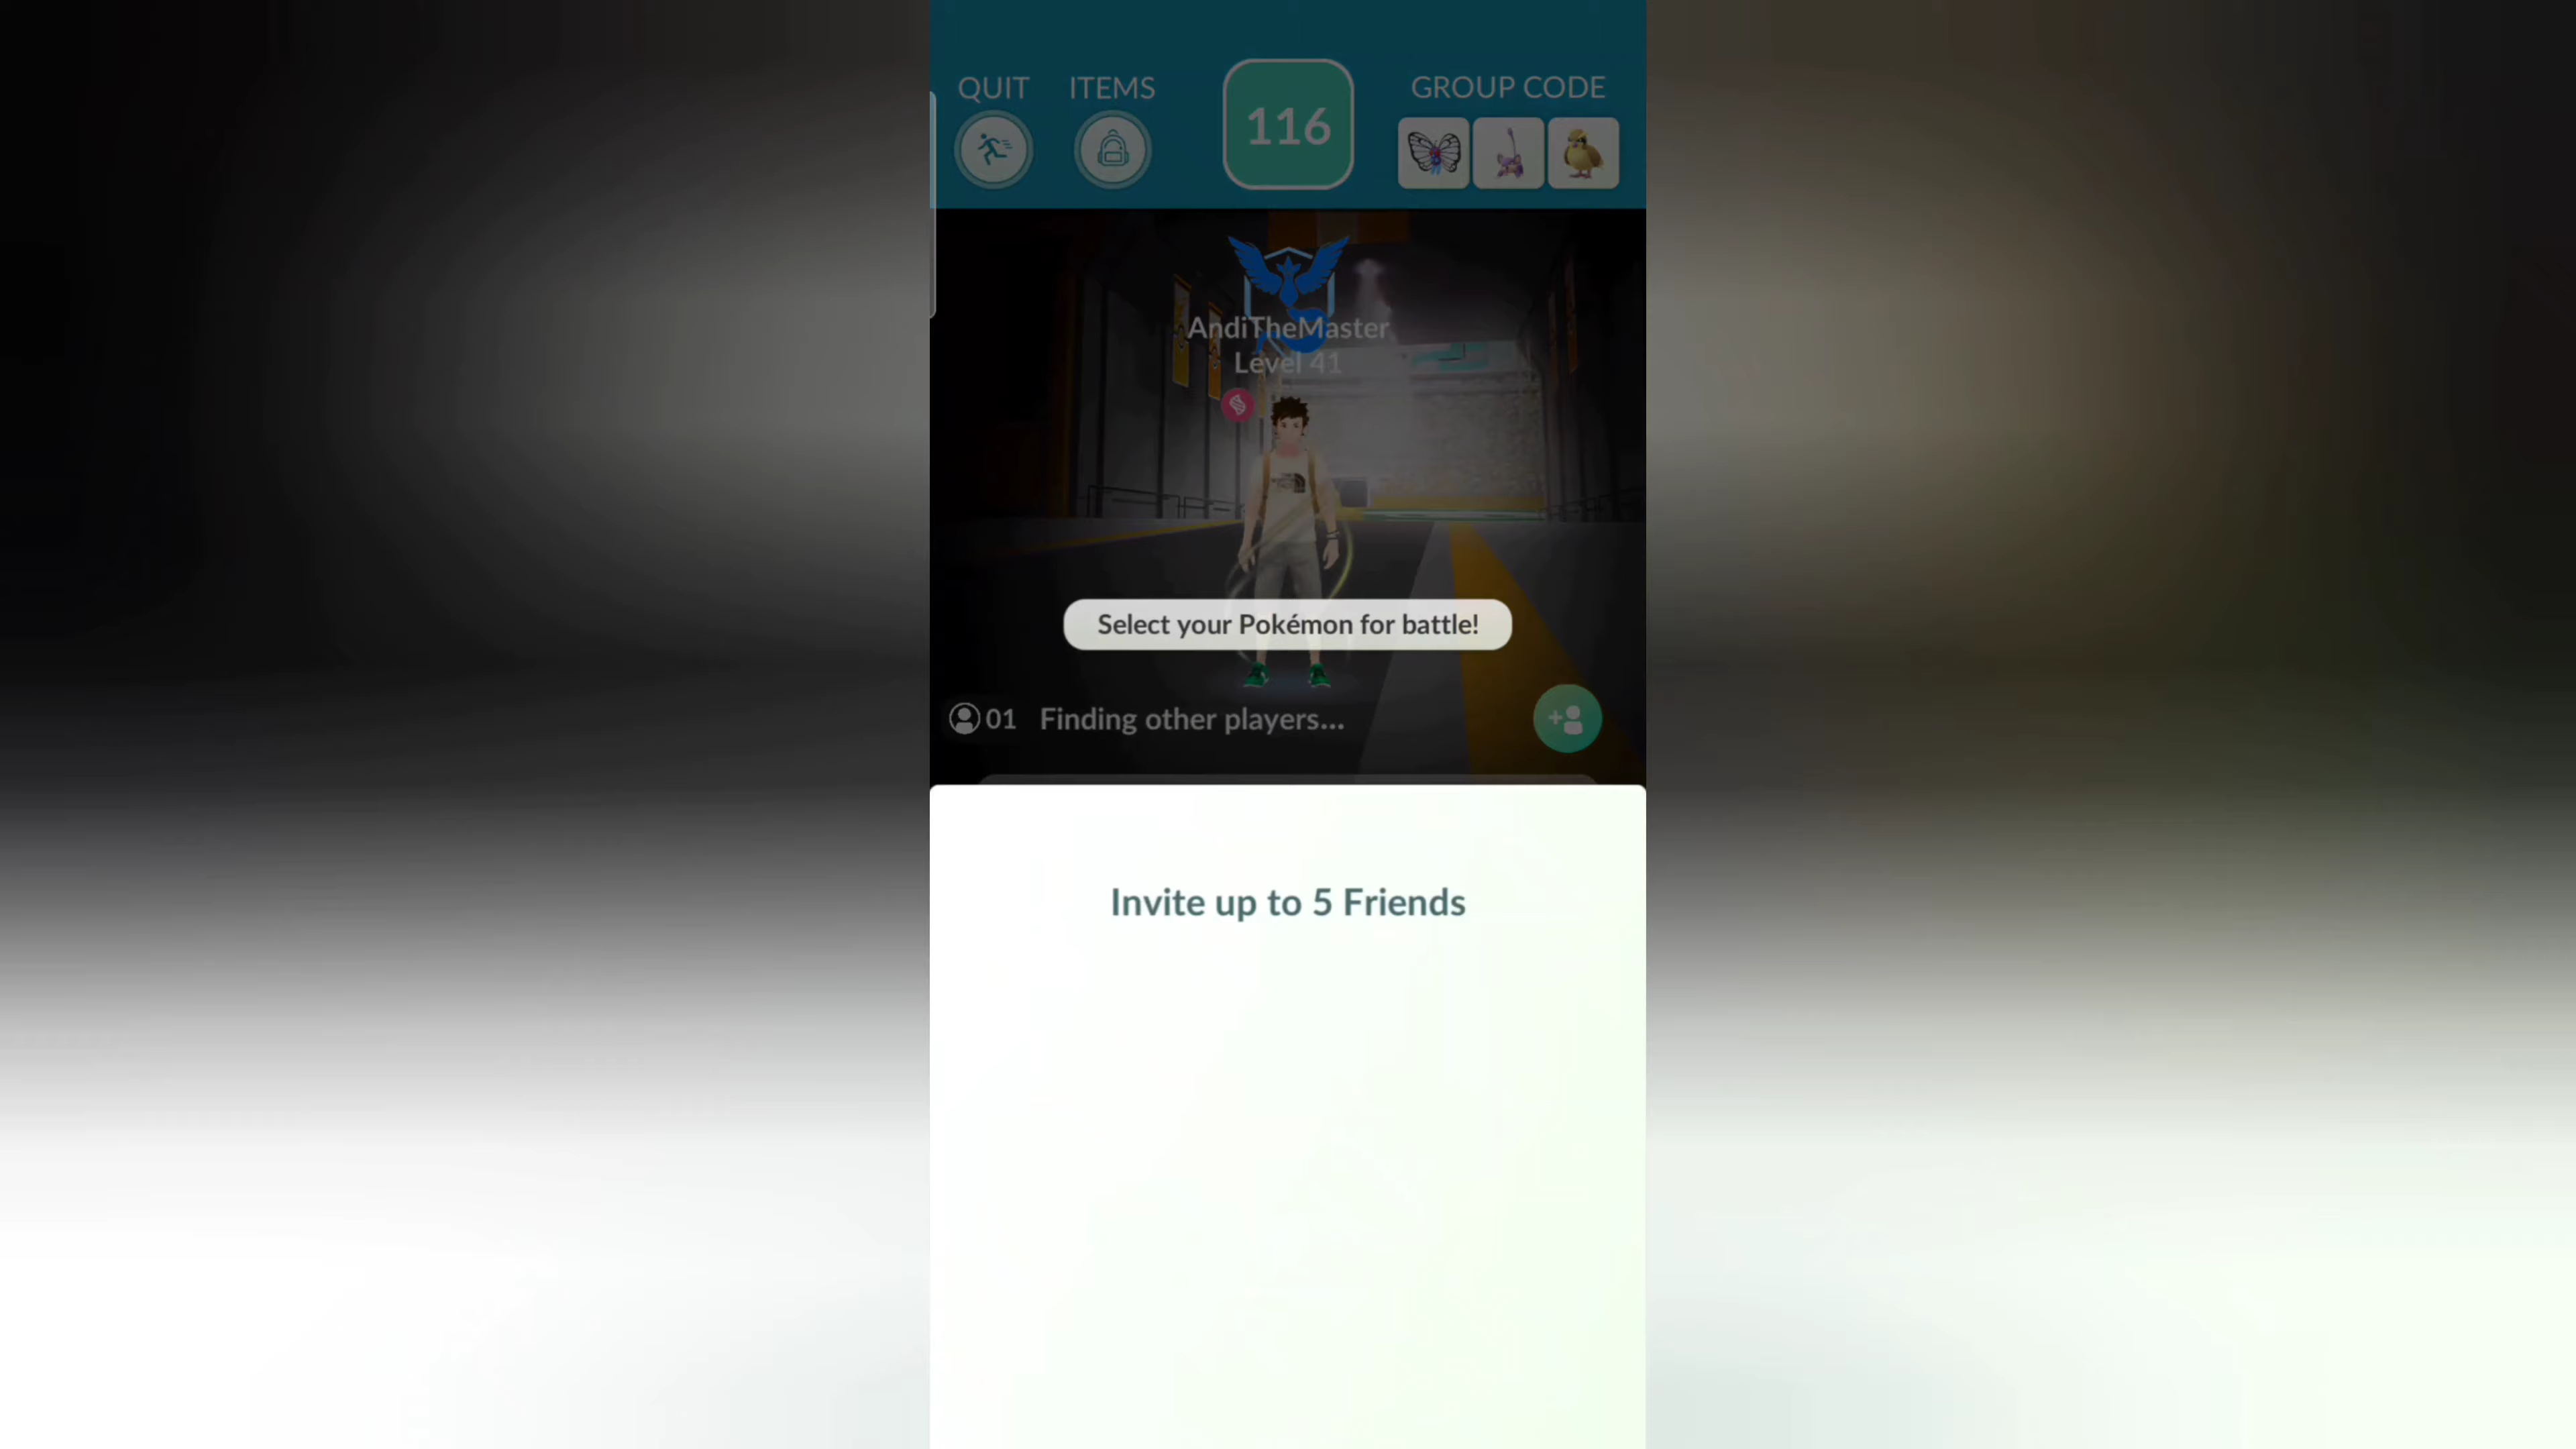 QUIT ITEMS 116 GROUP CODE
AndiTheMaster
Level 41
Select your Pokémon for battle!
01 Finding other players...
Invite up to 5 Friends